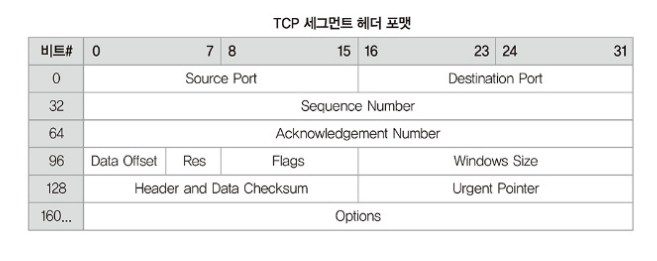 TCP 세그먼트 헤더 포맷
비트# 0 7 8 15 16 23 24 31
0 Source Port Destination Port
32 Sequence Number
64 Acknowledgement Number
96 Data Offset Res Flags Windows Size
128 Header and Data Checksum Urgent Pointer
160... Options